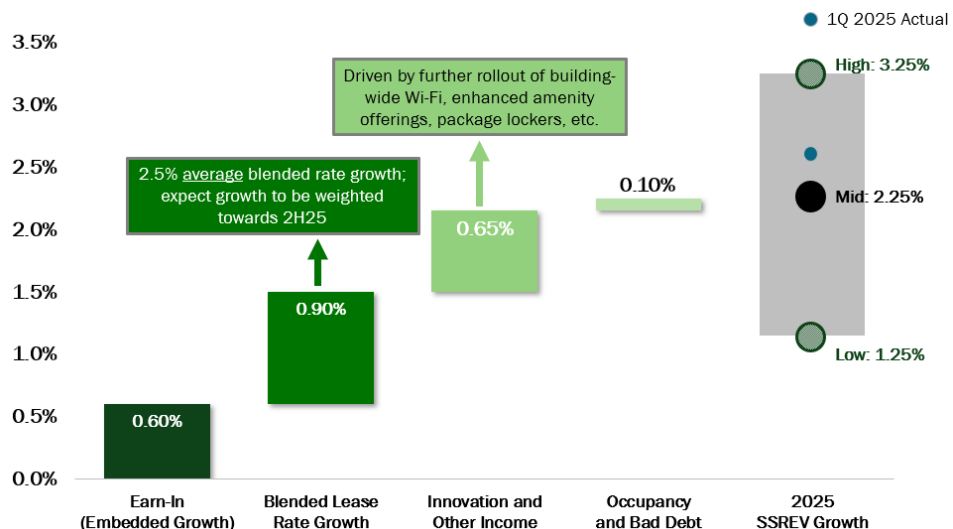 1Q 2025 Actual
3.5%
3.0%
2.5%
2.0%
1.5%
1.0%
0.5%
0.0%
Driven by further rollout of building-
wide Wi-Fi, enhanced amenity
offerings, package lockers, etc.
2.5% average blended rate growth;
expect growth to be weighted
towards 2H25
0.60%
0.90%
0.65%
0.10%
High: 3.25%
Mid: 2.25%
Low: 1.25%
Earn-In
(Embedded Growth)
Blended Lease
Rate Growth
Innovation and
Other Income
Occupancy
and Bad Debt
2025
SSREV Growth